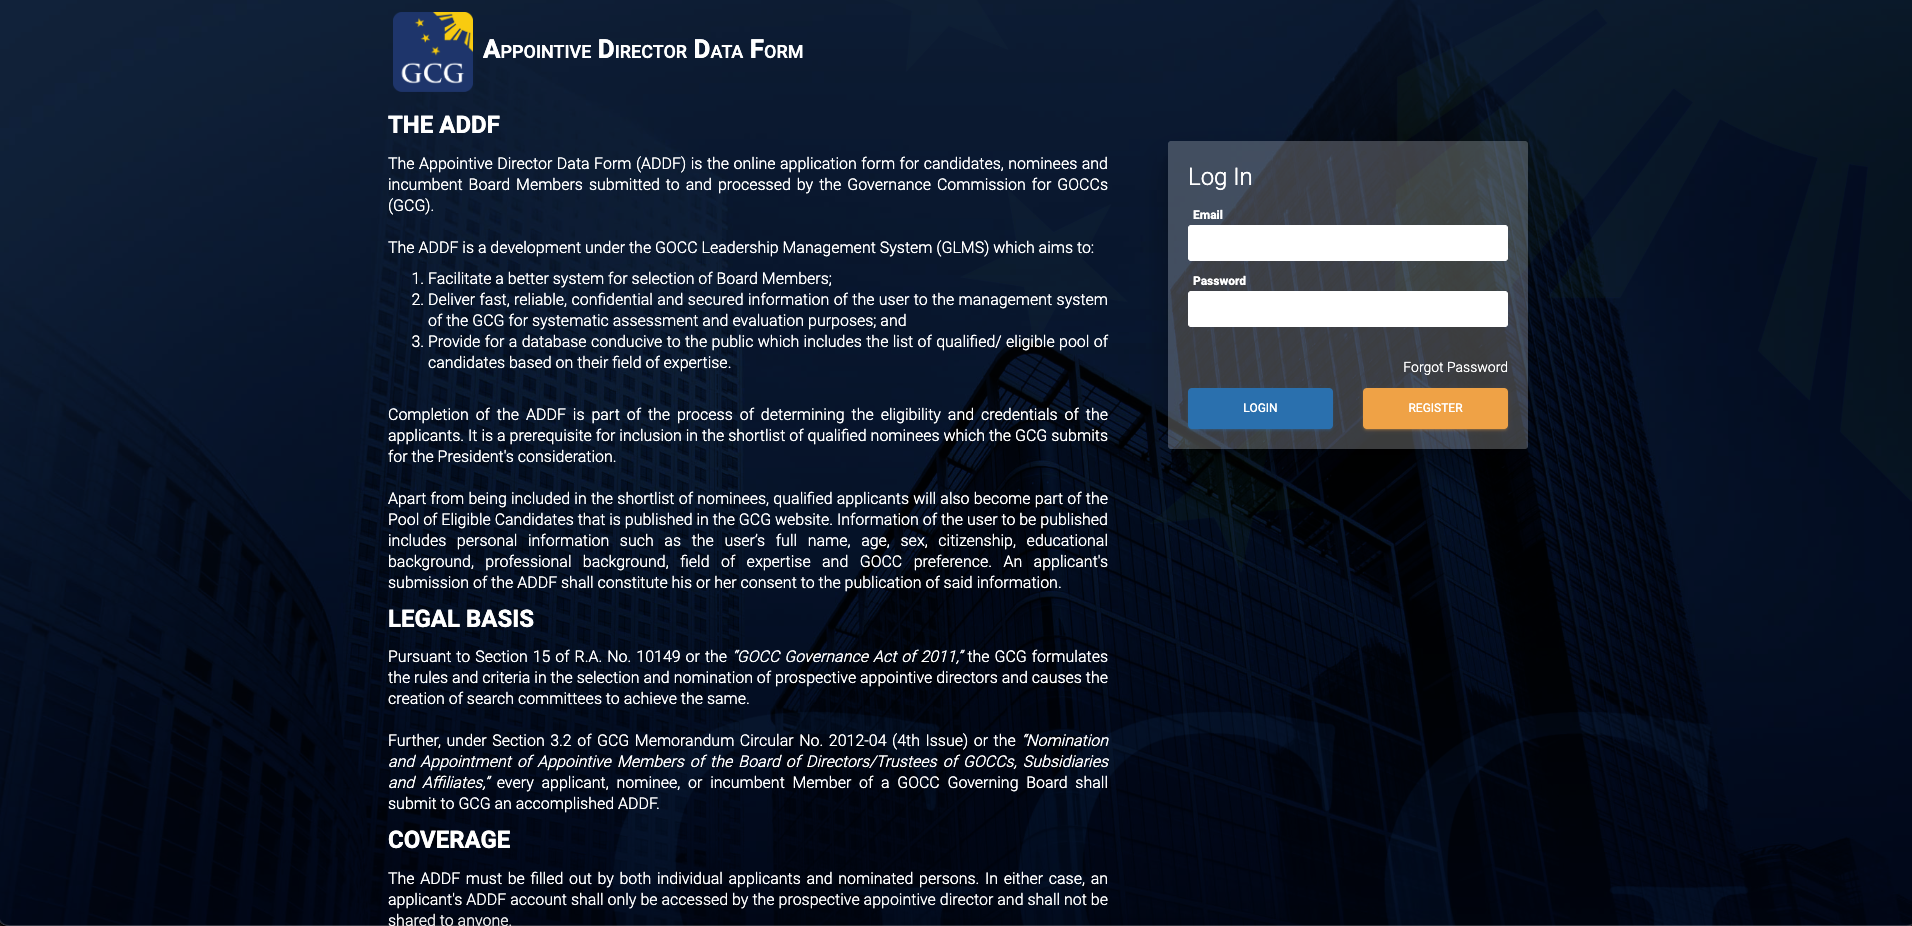 GCG
APPOINTIVE DIRECTOR DATA FORM
THE ADDF
The Appointive Director Data Form (ADDF) is the online application form for candidates, nominees and
incumbent Board Members submitted to and processed by the Governance Commission for GOCCs
(GCG).
The ADDF is a development under the GOCC Leadership Management System (GLMS) which aims to:
1. Facilitate a better system for selection of Board Members;
2. Deliver fast, reliable, confidential and secured information of the user to the management system
of the GCG for systematic assessment and evaluation purposes; and
3. Provide for a database conducive to the public which includes the list of qualified/ eligible pool of
candidates based on their field of expertise.
Completion of the ADDF is part of the process of determining the eligibility and credentials of the
applicants. It is a prerequisite for inclusion in the shortlist of qualified nominees which the GCG submits
for the President's consideration.
Apart from being included in the shortlist of nominees, qualified applicants will also become part of the
Pool of Eligible Candidates that is published in the GCG website. Information of the user to be published
includes personal information such as the user's full name, age, sex, citizenship, educational
background, professional background, field of expertise and GOCC preference. An applicant's
submission of the ADDF shall constitute his or her consent to the publication of said information.
LEGAL BASIS
Pursuant to Section 15 of R.A. No. 10149 or the "GOCC Governance Act of 2011," the GCG formulates
the rules and criteria in the selection and nomination of prospective appointive directors and causes the
creation of search committees to achieve the same.
Further, under Section 3.2 of GCG Memorandum Circular No. 2012-04 (4th Issue) or the "Nomination
and Appointment of Appointive Members of the Board of Directors/Trustees of GOCCs, Subsidiaries
and Affiliates," every applicant, nominee, or incumbent Member of a GOCC Governing Board shall
submit to GCG an accomplished ADDF.
COVERAGE
The ADDF must be filled out by both individual applicants and nominated persons. In either case, an
applicant's ADDF account shall only be accessed by the prospective appointive director and shall not be
shared to anyone.
Log In
Email
Password
Forgot Password
LOGIN
REGISTER